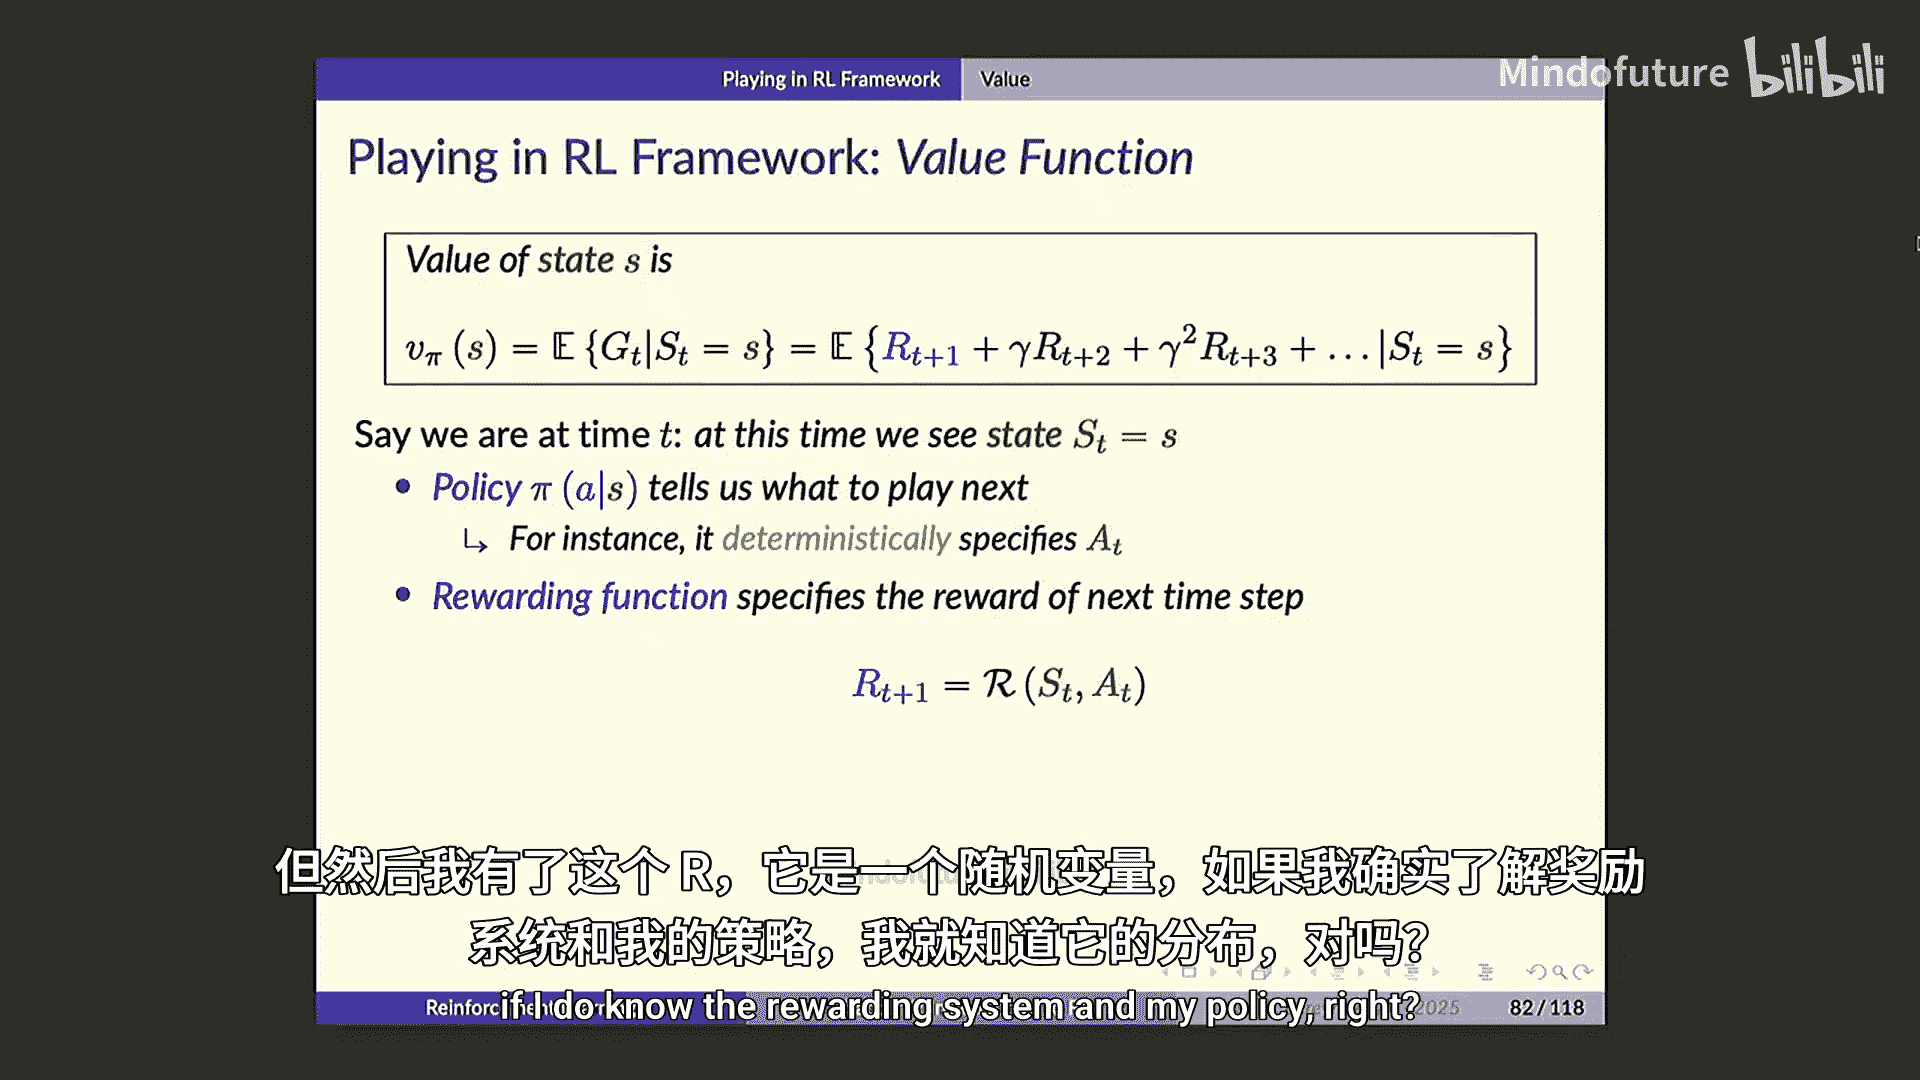 Playing in RL Framework Value
Mindofuture bilibili
Playing in RL Framework: Value Function
Value of state s is
v_π (s) = 𝔼 {G_t|S_t = s} = 𝔼 {R_{t+1} + γR_{t+2} + γ²R_{t+3} + . . . |S_t = s}
Say we are at time t: at this time we see state S_t = s
• Policy π (a|s) tells us what to play next
↳ For instance, it deterministically specifies A_t
• Rewarding function specifies the reward of next time step
R_{t+1} = ℛ (S_t, A_t)
但然后我有了这个 R，它是一个随机变量，如果我确实了解奖励
系统和我的策略，我就知道它的分布，对吗？
if I do know the rewarding system and my policy, right?
2025 82 / 118